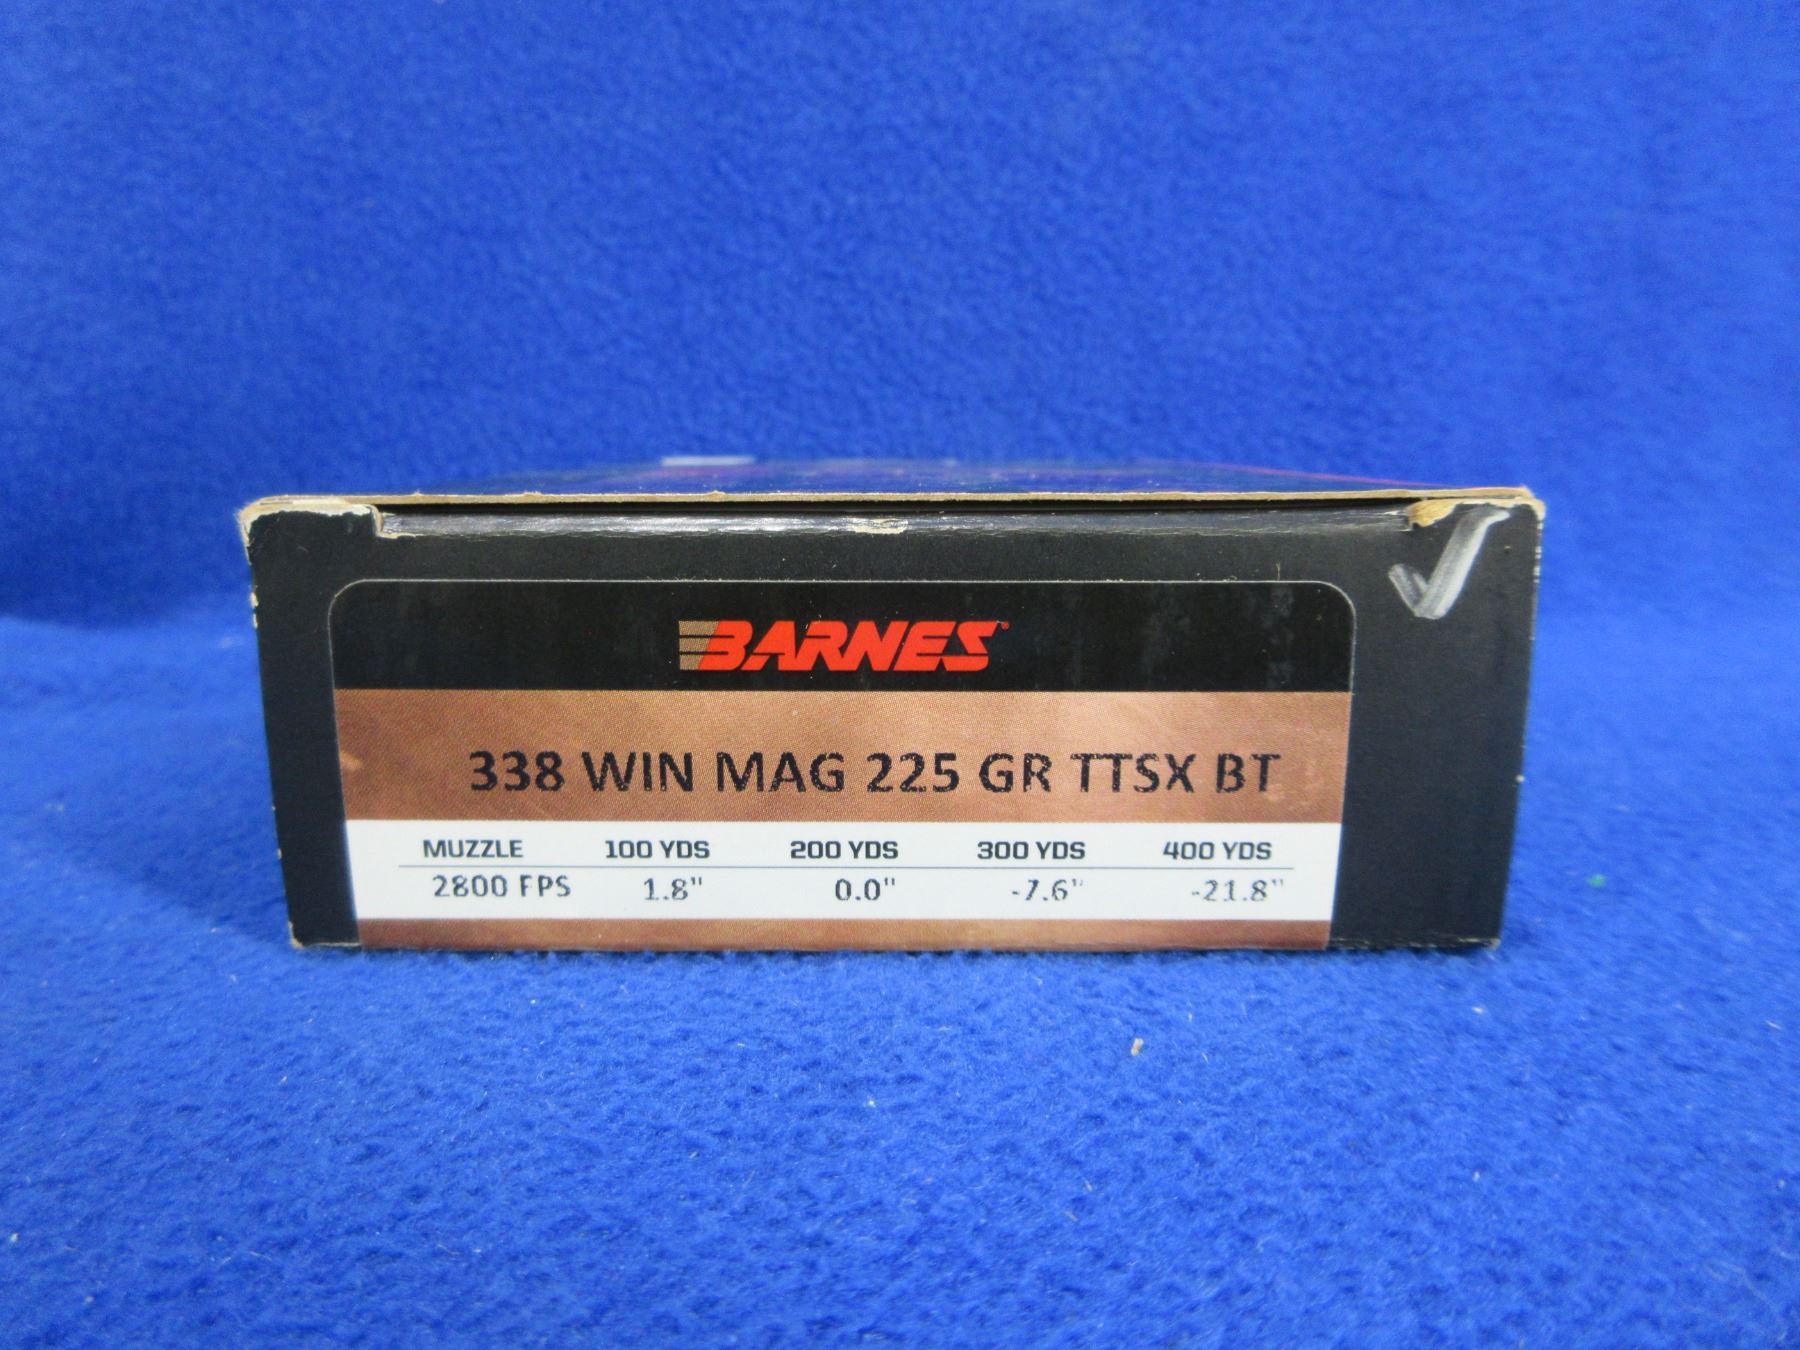 BARNES
338 WIN MAG 225 GR TTSX BT
MUZZLE 100 YDS 200 YDS 300 YDS 400 YDS
2800 FPS 1.8" 0.0" -7.6" -21.8"